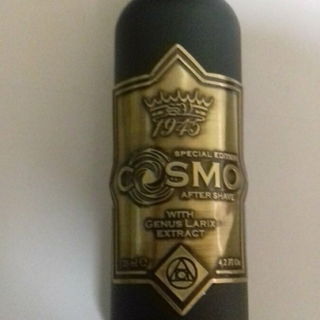 1945
SPECIAL EDITION
COSMO
AFTER SHAVE
WITH
GENUS LARIX
EXTRACT
4.2 Fl Oz